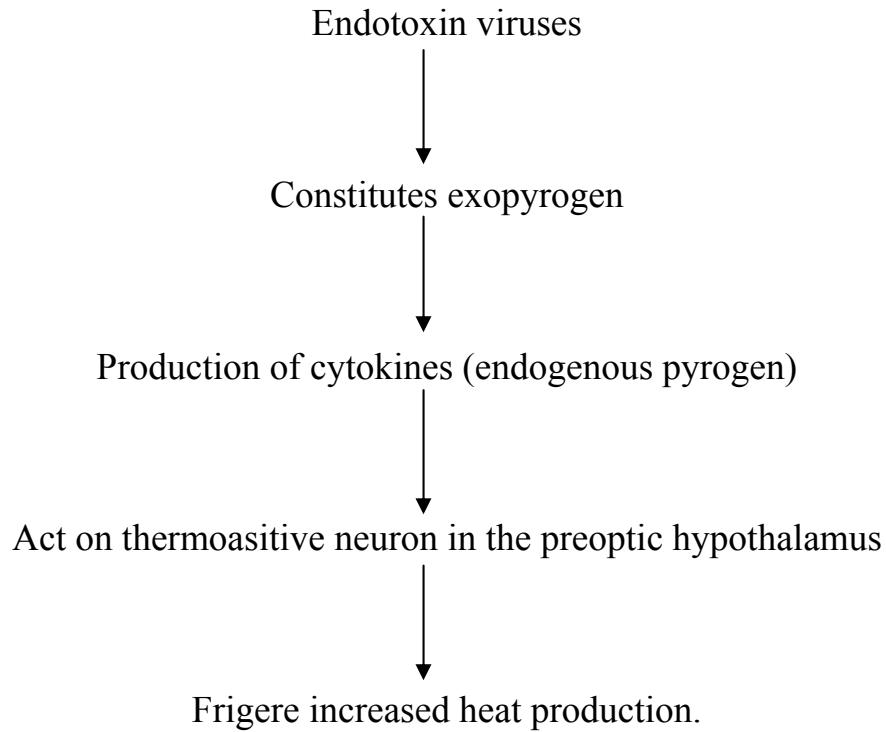 Endotoxin viruses
Constitutes exopyrogen
Production of cytokines (endogenous pyrogen)
Act on thermoasitive neuron in the preoptic hypothalamus
Frigere increased heat production.